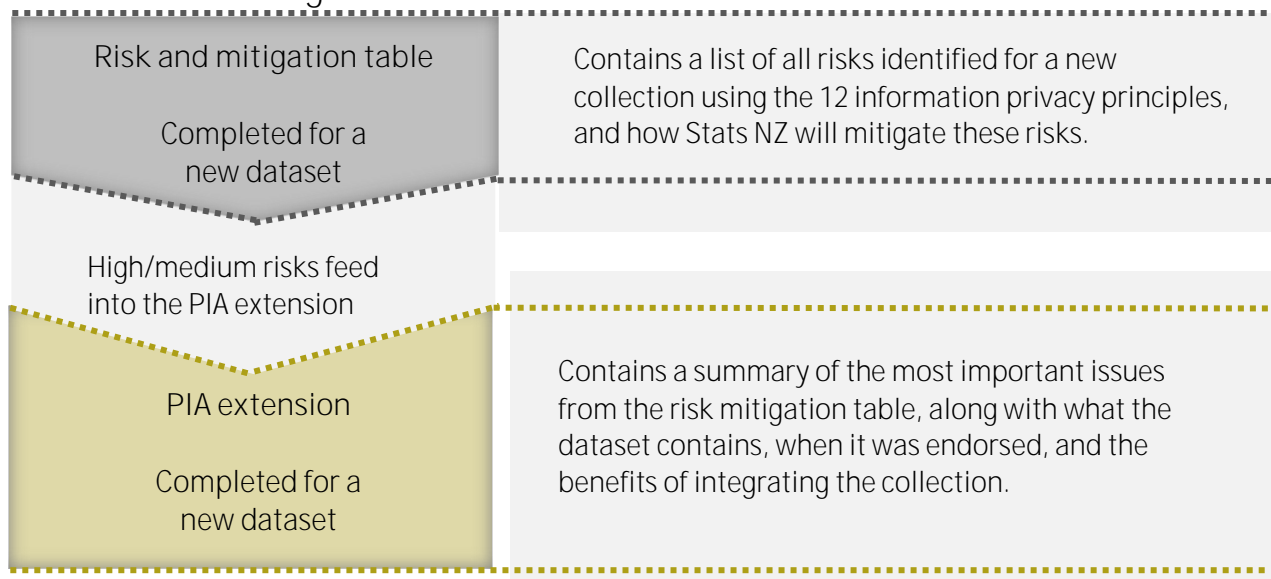 Risk and mitigation table
Completed for a
new dataset
Contains a list of all risks identified for a new
collection using the 12 information privacy principles,
and how Stats NZ will mitigate these risks.
High/medium risks feed
into the PIA extension
PIA extension
Completed for a
new dataset
Contains a summary of the most important issues
from the risk mitigation table, along with what the
dataset contains, when it was endorsed, and the
benefits of integrating the collection.